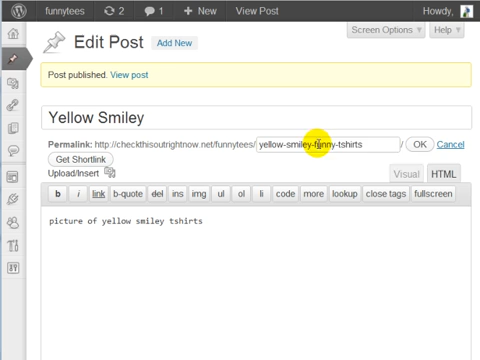 funnytees 2 1 + New View Post Howdy,
Screen Options Help
Edit Post Add New
Post published. View post
Yellow Smiley
Permalink: http://checkthisoutrightnow.net/funnytees/ yellow-smiley-funny-tshirts / OK Cancel
Get Shortlink
Upload/Insert Visual HTML
b i link b-quote del ins img ul ol li code more lookup close tags fullscreen
picture of yellow smiley tshirts